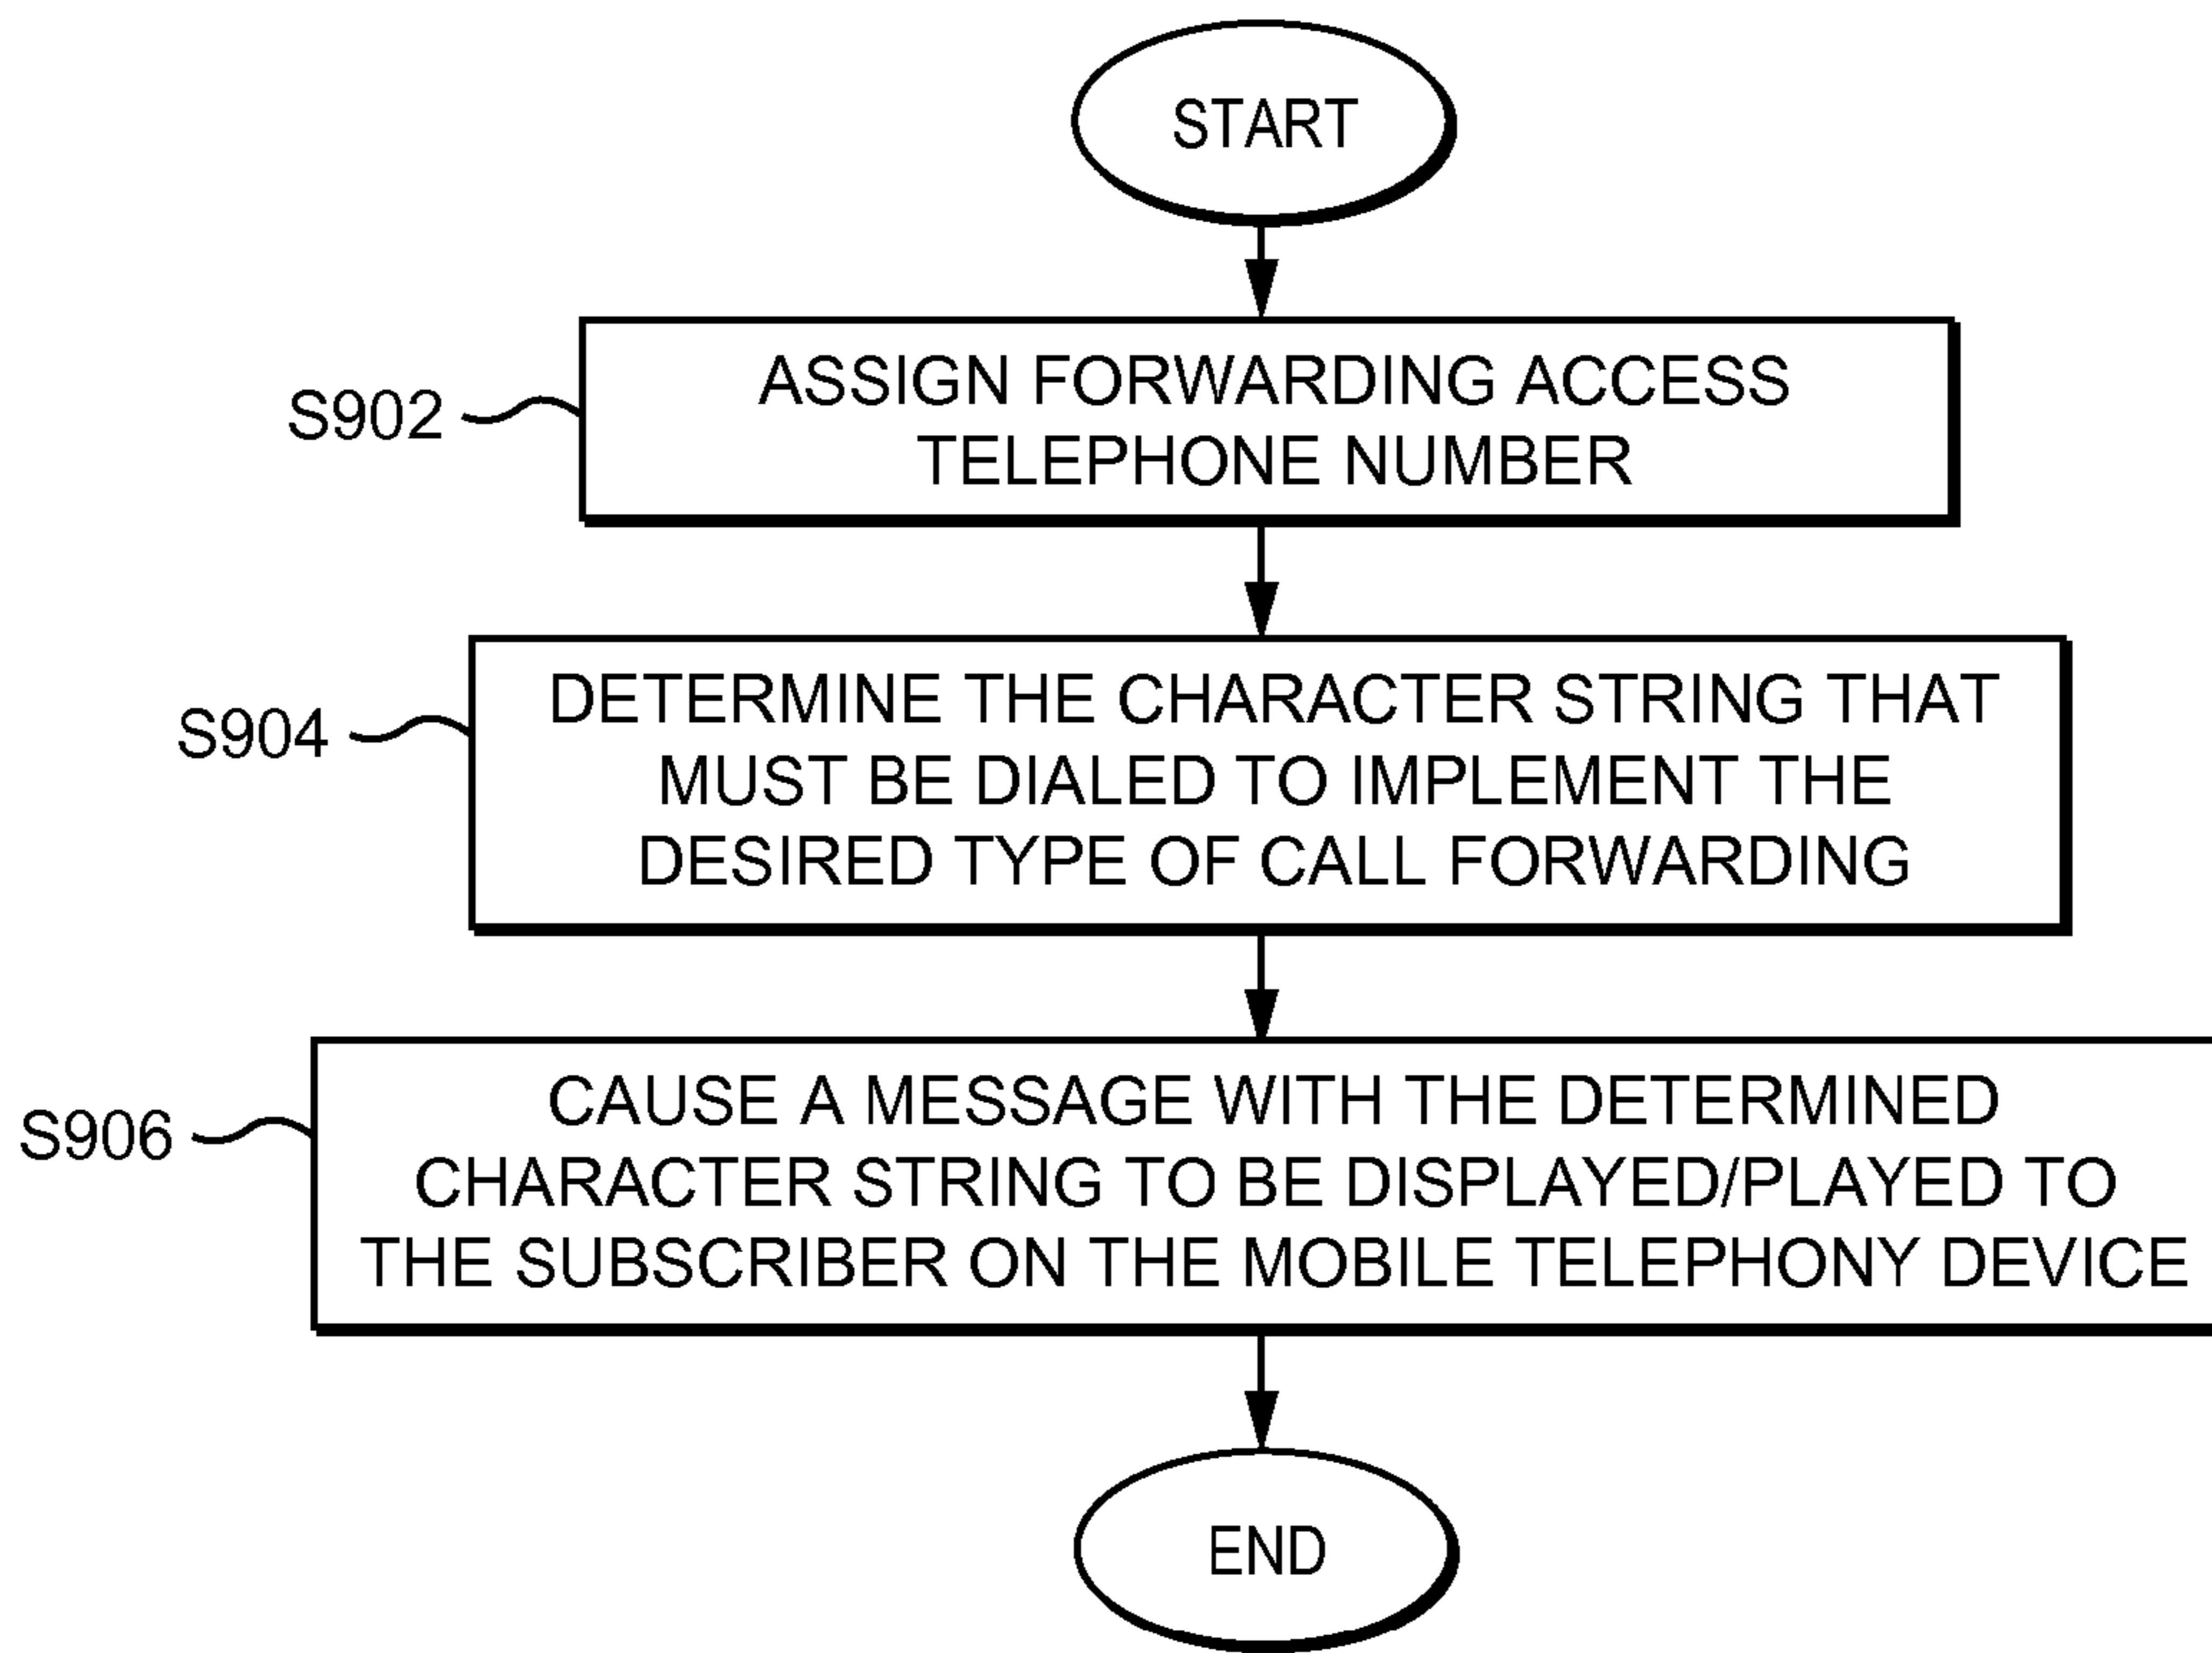 START
S902
ASSIGN FORWARDING ACCESS
TELEPHONE NUMBER
S904
DETERMINE THE CHARACTER STRING THAT
MUST BE DIALED TO IMPLEMENT THE
DESIRED TYPE OF CALL FORWARDING
S906
CAUSE A MESSAGE WITH THE DETERMINED
CHARACTER STRING TO BE DISPLAYED/PLAYED TO
THE SUBSCRIBER ON THE MOBILE TELEPHONY DEVICE
END